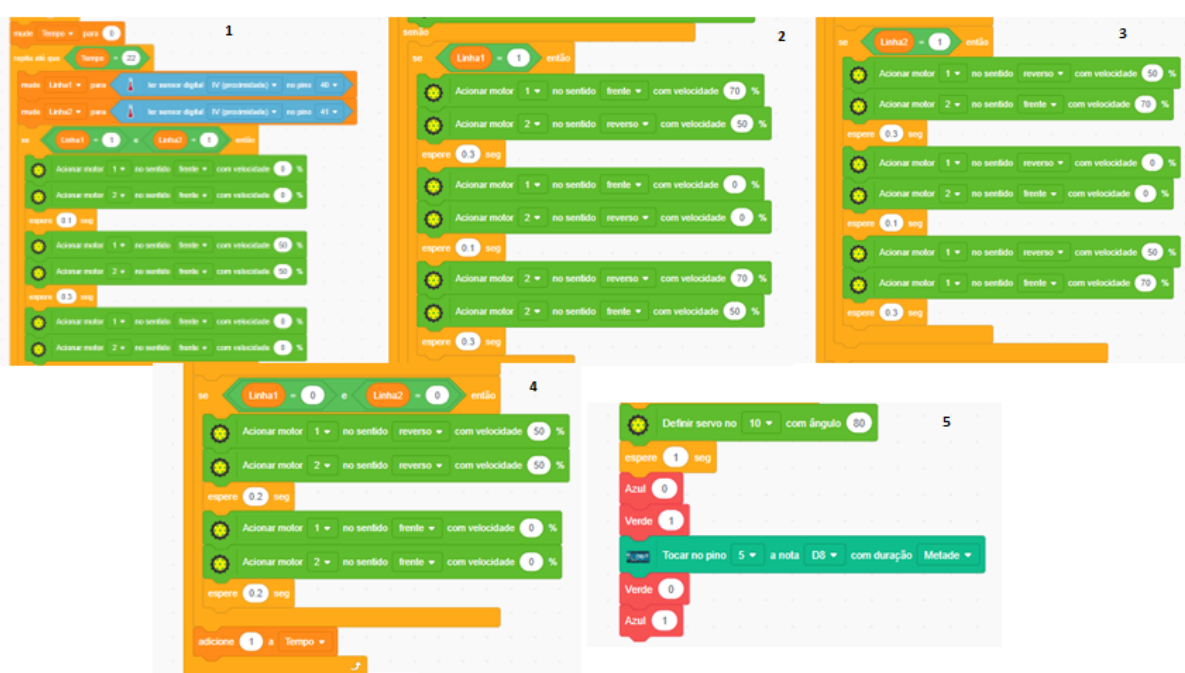 1
mude Tempo para 0
repita até que Tempo = 22
mude Linha1 para ler sensor digital IV (proximidade) no pino 40
mude Linha2 para ler sensor digital IV (proximidade) no pino 41
se Linha1 = 1 e Linha2 = 1 então
Acionar motor 1 no sentido frente com velocidade 0 %
Acionar motor 2 no sentido frente com velocidade 0 %
espere 0.1 seg
Acionar motor 1 no sentido frente com velocidade 50 %
Acionar motor 2 no sentido frente com velocidade 50 %
espere seg
Acionar motor 1 no sentido frente com velocidade 0 %
Acionar motor 2 no sentido frente com velocidade 0 %
2
senão
se Linha1 = 1 então
Acionar motor 1 no sentido frente com velocidade 70 %
Acionar motor 2 no sentido reverso com velocidade 50 %
espere 0.3 seg
Acionar motor 1 no sentido frente com velocidade 0 %
Acionar motor 2 no sentido reverso com velocidade 0 %
espere 0.1 seg
Acionar motor 2 no sentido reverso com velocidade 70 %
Acionar motor 2 no sentido frente com velocidade 50 %
espere 0.3 seg
3
se Linha2 = 1 então
Acionar motor 1 no sentido reverso com velocidade 50 %
Acionar motor 2 no sentido frente com velocidade 70 %
espere 0.3 seg
Acionar motor 1 no sentido reverso com velocidade 0 %
Acionar motor 2 no sentido frente com velocidade 0 %
espere 0.1 seg
Acionar motor 1 no sentido reverso com velocidade 50 %
Acionar motor 1 no sentido frente com velocidade 70 %
espere 0.3 seg
4
se Linha1 = 0 e Linha2 = 0 então
Acionar motor 1 no sentido reverso com velocidade 50 %
Acionar motor 2 no sentido reverso com velocidade 50 %
espere 0.2 seg
Acionar motor 1 no sentido frente com velocidade 0 %
Acionar motor 2 no sentido frente com velocidade 0 %
espere 0.2 seg
adicione 1 a Tempo
5
Definir servo no 10 com ângulo 80
espere 1 seg
Azul 0
Verde 1
Tocar no pino 5 a nota D8 com duração Metade
Verde 0
Azul 1